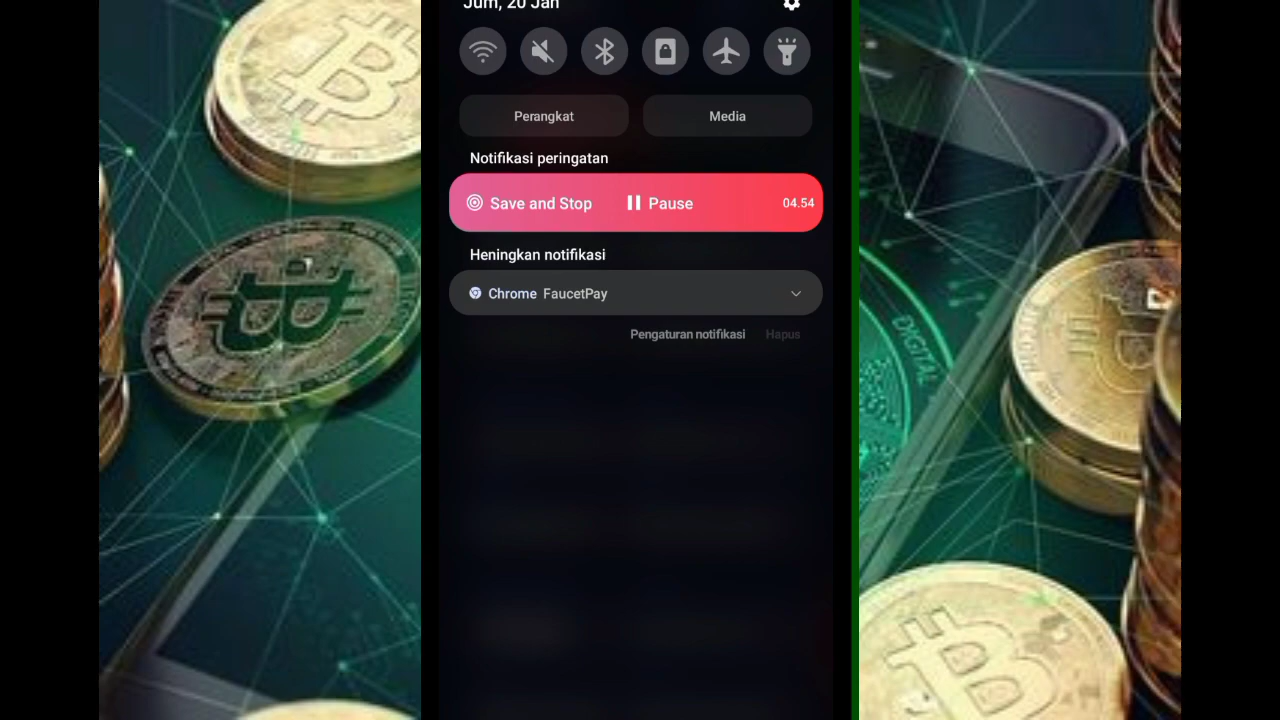 Jum, 20 Jan
Perangkat
Media
Notifikasi peringatan
Save and Stop
Pause
04.54
Heningkan notifikasi
Chrome FaucetPay
Pengaturan notifikasi
Hapus
DIGITAL